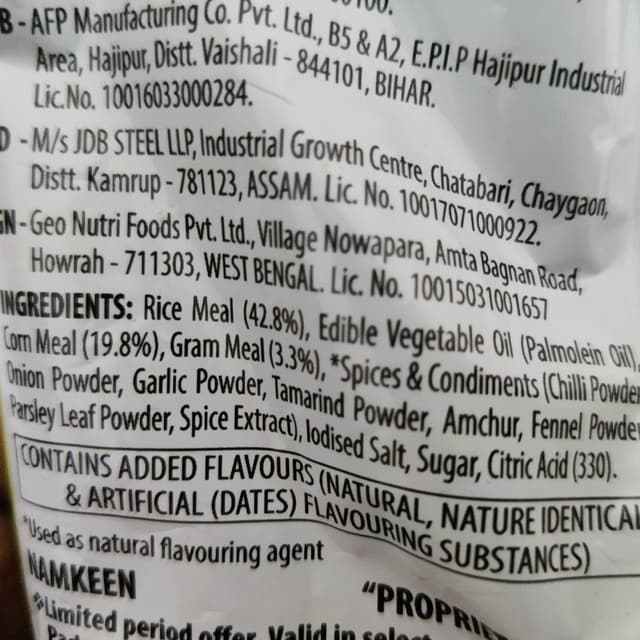 B - AFP Manufacturing Co. Pvt. Ltd., B5 & A2, E.P.I.P Hajipur Industrial
Area, Hajipur, Distt. Vaishali - 844101, BIHAR.
Lic.No. 10016033000284.
D - M/s JDB STEEL LLP, Industrial Growth Centre, Chatabari, Chaygaon,
Distt. Kamrup - 781123, ASSAM. Lic. No. 10017071000922.
GN - Geo Nutri Foods Pvt. Ltd., Village Nowapara, Amta Bagnan Road,
Howrah - 711303, WEST BENGAL. Lic. No. 10015031001657
INGREDIENTS: Rice Meal (42.8%), Edible Vegetable Oil (Palmolein Oil),
Corn Meal (19.8%), Gram Meal (3.3%), *Spices & Condiments (Chilli Powder
Onion Powder, Garlic Powder, Tamarind Powder, Amchur, Fennel Powder
Parsley Leaf Powder, Spice Extract), Iodised Salt, Sugar, Citric Acid (330).
CONTAINS ADDED FLAVOURS (NATURAL, NATURE IDENTICAL
& ARTIFICIAL (DATES) FLAVOURING SUBSTANCES)
*Used as natural flavouring agent
NAMKEEN "PROPRIE
Limited period offer. Valid in selec